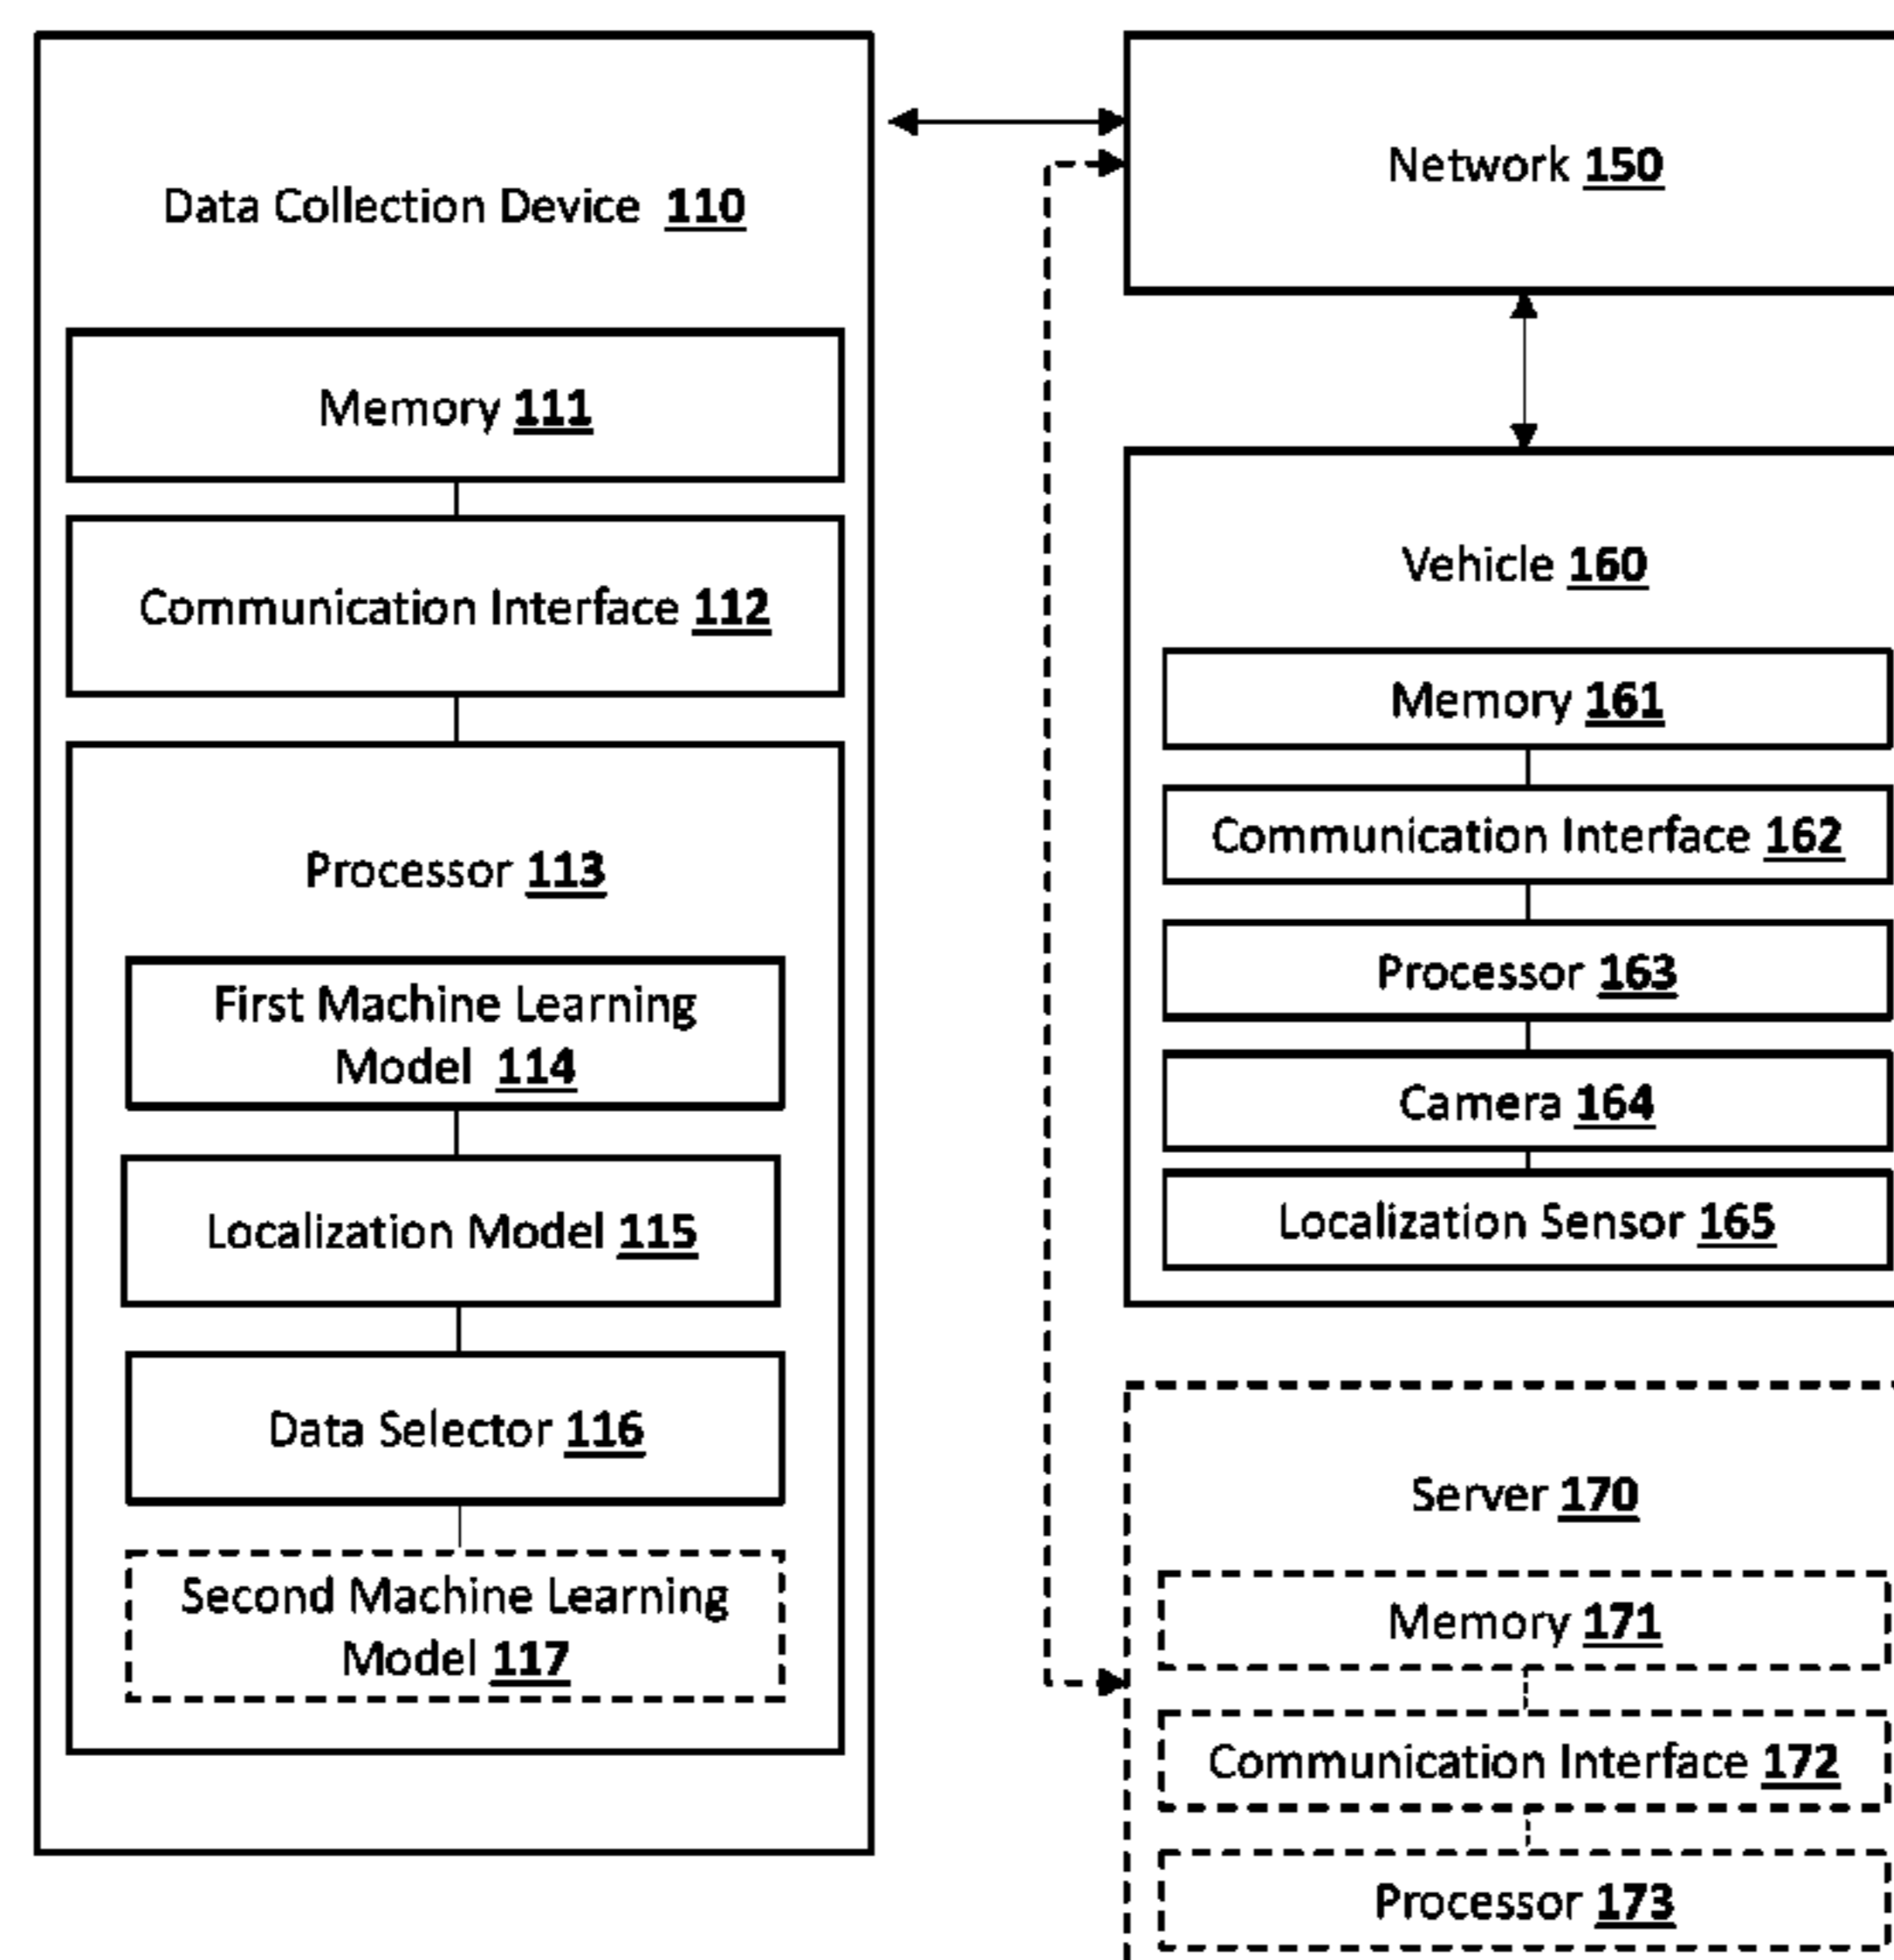 Data Collection Device 110
Memory 111
Communication Interface 112
Processor 113
First Machine Learning
Model 114
Localization Model 115
Data Selector 116
Second Machine Learning
Model 117
Network 150
Vehicle 160
Memory 161
Communication Interface 162
Processor 163
Camera 164
Localization Sensor 165
Server 170
Memory 171
Communication Interface 172
Processor 173